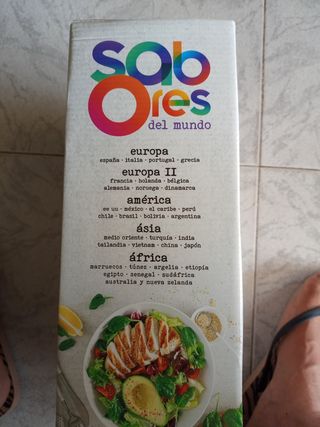 sab
Ores
del mundo
europa
españa · italia · portugal · grecia
europa II
francia · holanda · bélgica
alemania · noruega · dinamarca
américa
ee uu · méxico · el caribe · perú
chile · brasil · bolivia · argentina
ásia
medio oriente · turquía · india
tailandia · vietnam · china · japón
áfrica
marruecos · túnez · argelia · etiopía
egipto · senegal · sudáfrica
australia y nueva zelanda